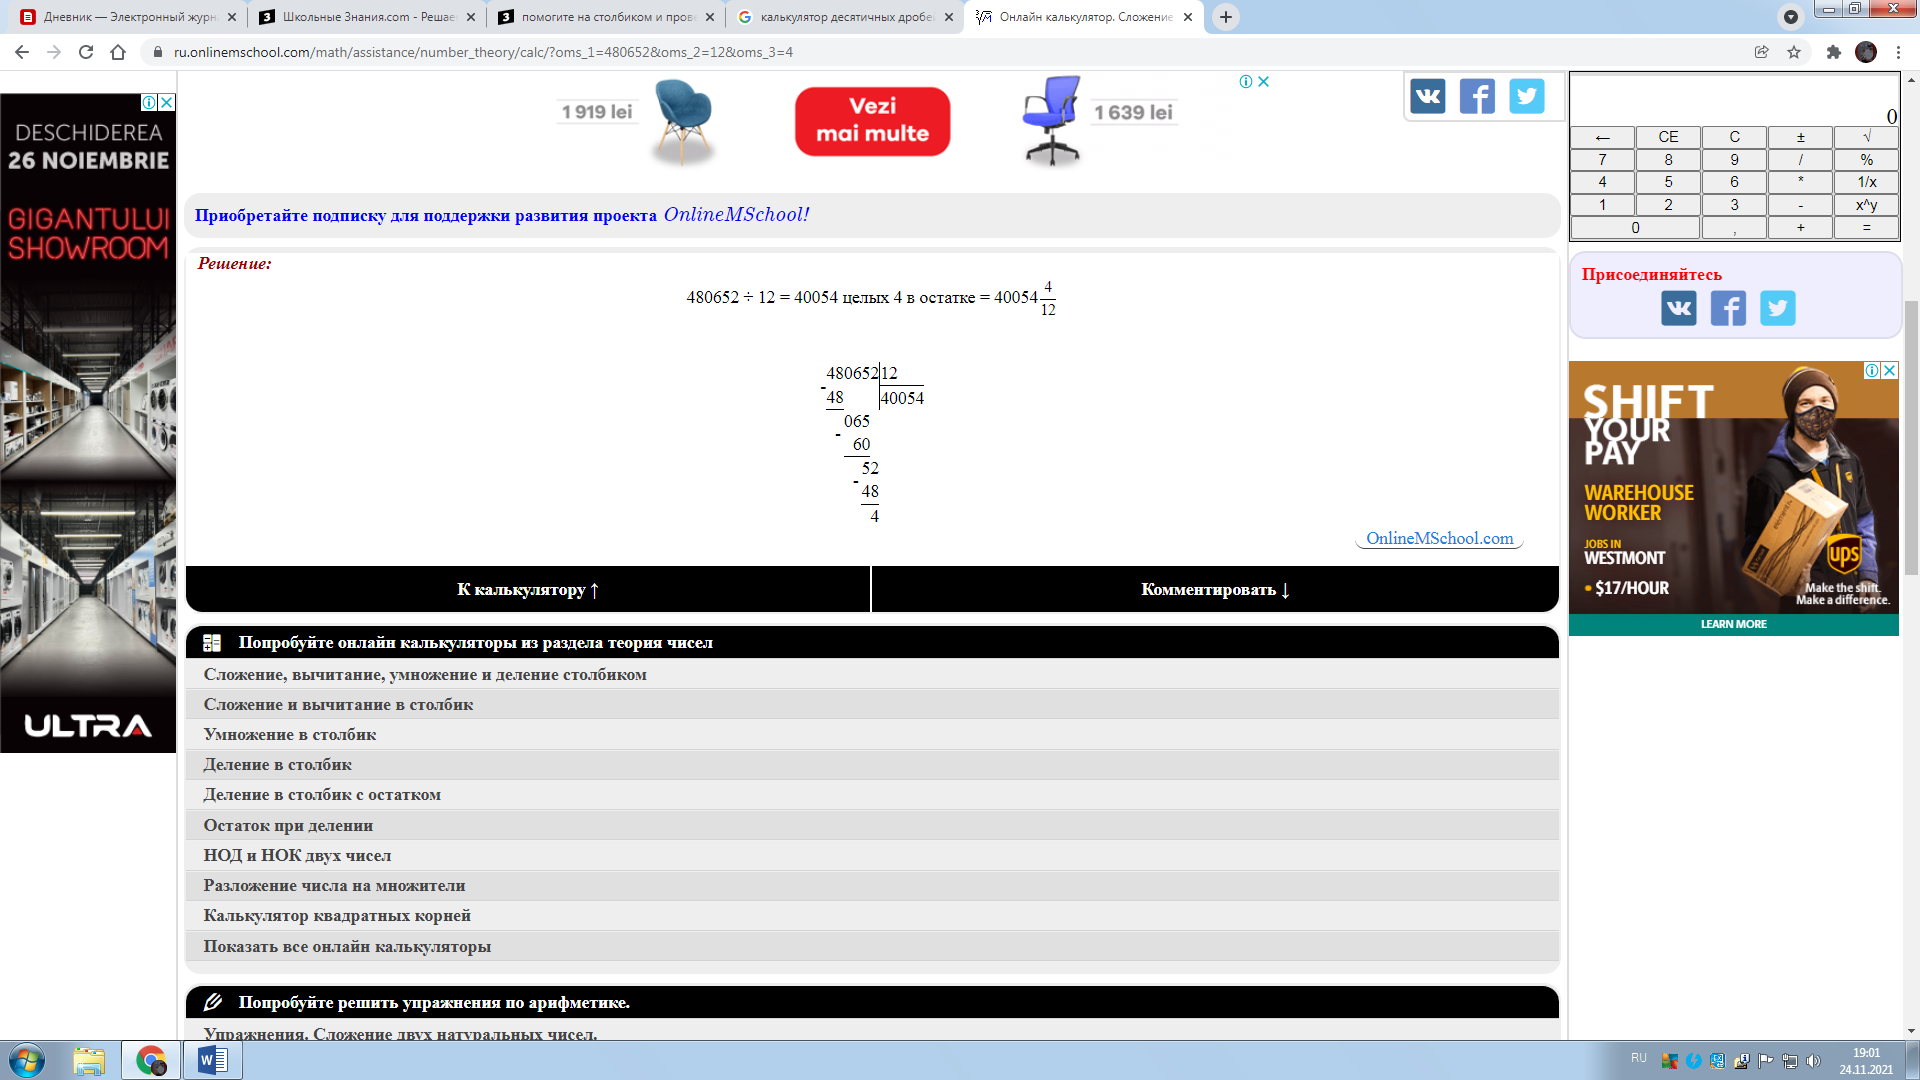 Дневник — Электронный журн
Школьные Знания.com - Решае
помогите на столбиком и пров
калькулятор десятичных дробей
Онлайн калькулятор. Сложение
ru.onlinemschool.com/math/assistance/number_theory/calc/?oms_1=480652&oms_2=12&oms_3=4
DESCHIDEREA
26 NOIEMBRIE
GIGANTULUI
SHOWROOM
ULTRA
1 919 lei
Vezi
mai multe
1 639 lei
Приобретайте подписку для поддержки развития проекта OnlineMSchool!
Решение:
480652 ÷ 12 = 40054 целых 4 в остатке = 40054 4/12
480652 12
- 48 40054
065
- 60
52
- 48
4
OnlineMSchool.com
К калькулятору ↑
Комментировать ↓
Попробуйте онлайн калькуляторы из раздела теория чисел
Сложение, вычитание, умножение и деление столбиком
Сложение и вычитание в столбик
Умножение в столбик
Деление в столбик
Деление в столбик с остатком
Остаток при делении
НОД и НОК двух чисел
Разложение числа на множители
Калькулятор квадратных корней
Показать все онлайн калькуляторы
Попробуйте решить упражнения по арифметике.
Упражнения. Сложение двух натуральных чисел.
0
← CE C ± √
7 8 9 / %
4 5 6 * 1/x
1 2 3 - x^y
0 , + =
Присоединяйтесь
SHIFT
YOUR
PAY
WAREHOUSE
WORKER
JOBS IN
WESTMONT
• $17/HOUR
ups
Make the shift.
Make a difference.
LEARN MORE
RU
19:01
24.11.2021